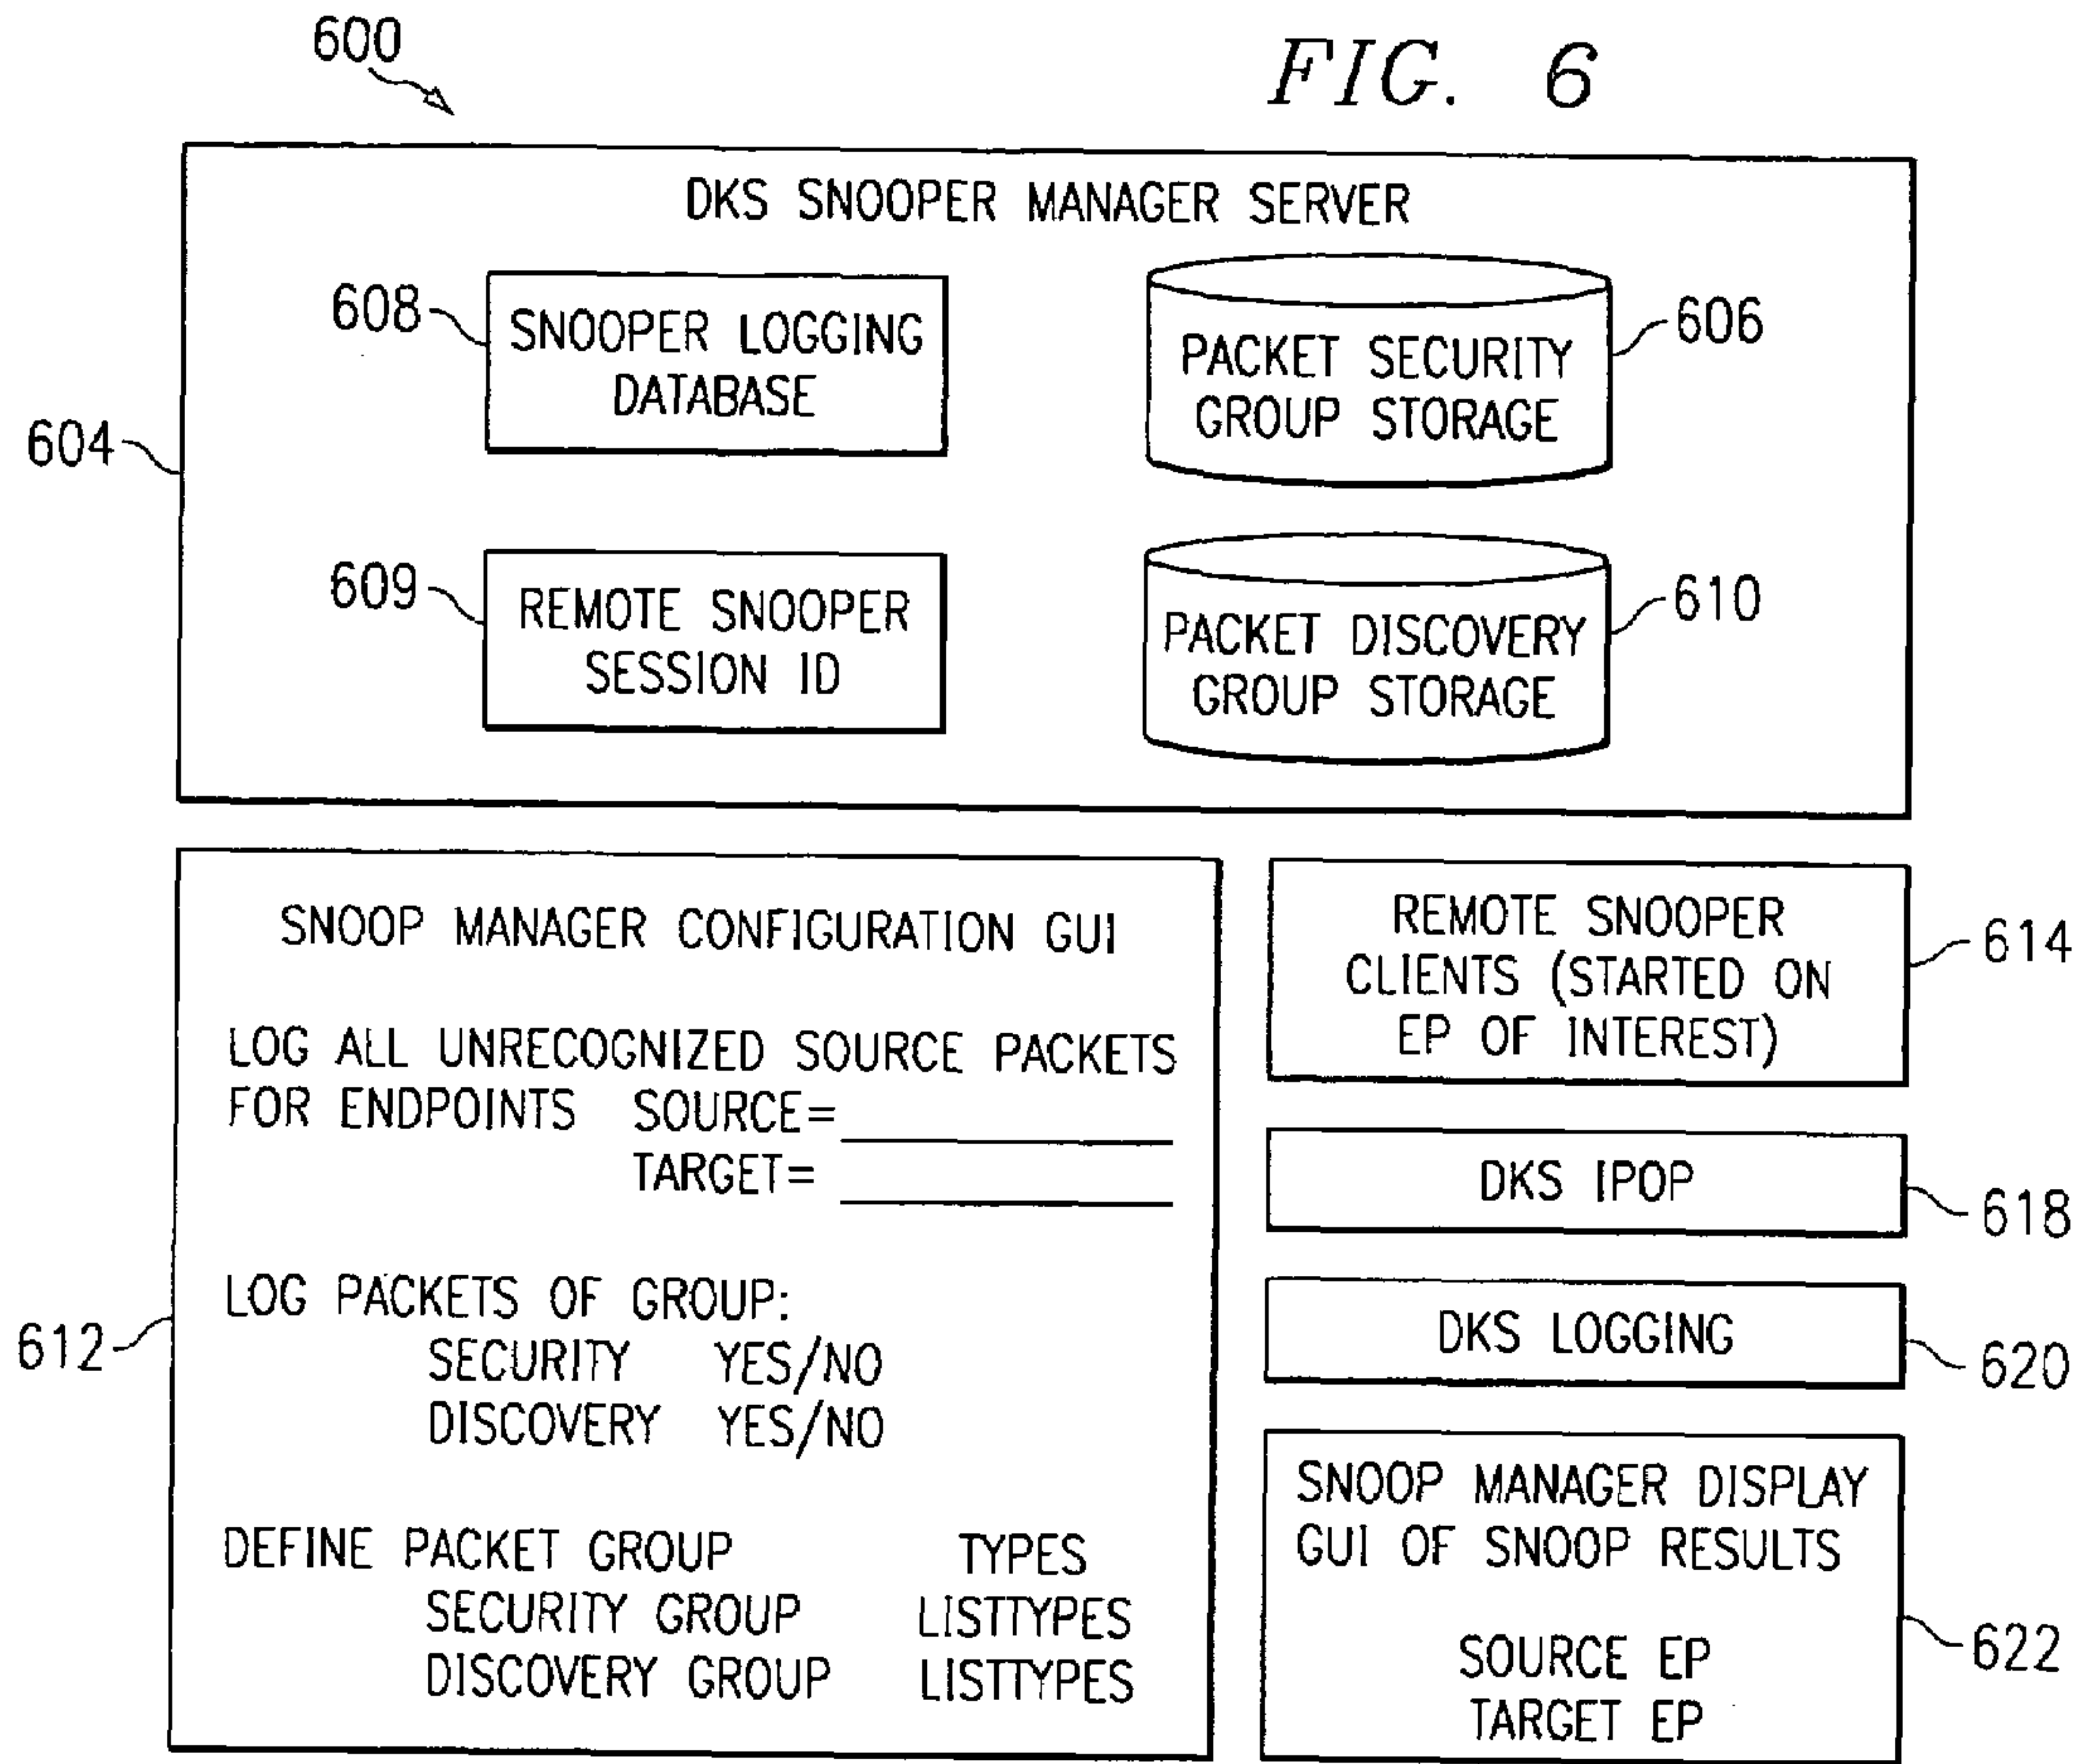 600
FIG. 6
DKS SNOOPER MANAGER SERVER
608
SNOOPER LOGGING
DATABASE
606
PACKET SECURITY
GROUP STORAGE
604
609
REMOTE SNOOPER
SESSION ID
610
PACKET DISCOVERY
GROUP STORAGE
SNOOP MANAGER CONFIGURATION GUI
LOG ALL UNRECOGNIZED SOURCE PACKETS
FOR ENDPOINTS SOURCE=
TARGET=
LOG PACKETS OF GROUP:
SECURITY YES/NO
DISCOVERY YES/NO
612
DEFINE PACKET GROUP TYPES
SECURITY GROUP LISTTYPES
DISCOVERY GROUP LISTTYPES
REMOTE SNOOPER
CLIENTS (STARTED ON
EP OF INTEREST)
614
DKS IPOP
618
DKS LOGGING
620
SNOOP MANAGER DISPLAY
GUI OF SNOOP RESULTS
SOURCE EP
TARGET EP
622